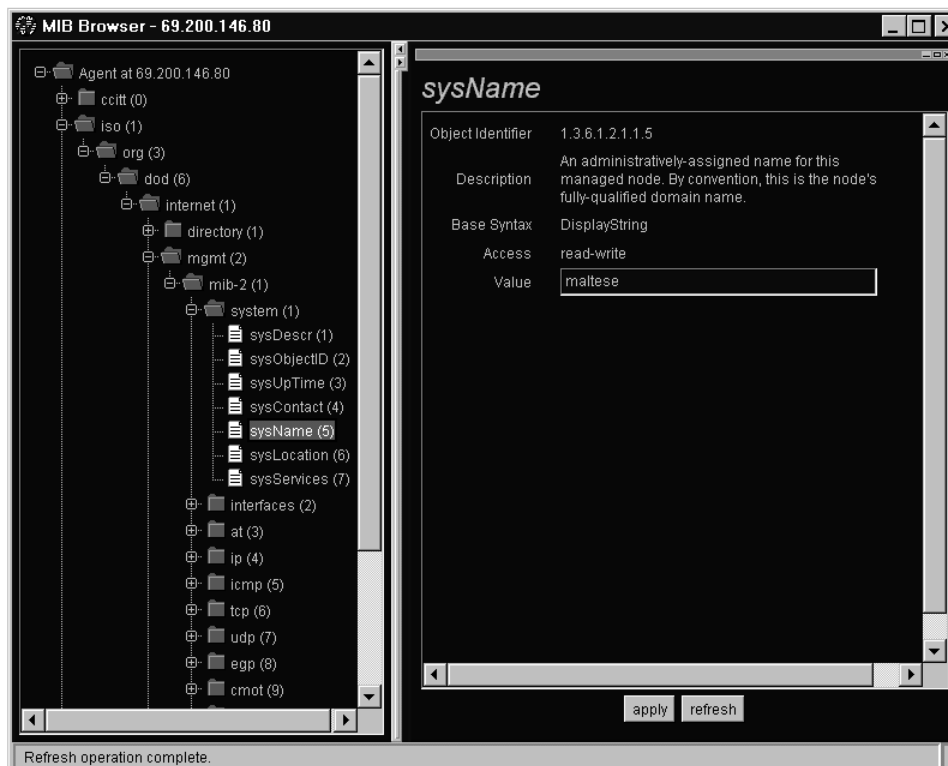 MIB Browser - 69.200.146.80
Agent at 69.200.146.80
ccitt (0)
iso (1)
org (3)
dod (6)
internet (1)
directory (1)
mgmt (2)
mib-2 (1)
system (1)
sysDescr (1)
sysObjectID (2)
sysUpTime (3)
sysContact (4)
sysName (5)
sysLocation (6)
sysServices (7)
interfaces (2)
at (3)
ip (4)
icmp (5)
tcp (6)
udp (7)
egp (8)
cmot (9)
sysName
Object Identifier 1.3.6.1.2.1.1.5
Description An administratively-assigned name for this
managed node. By convention, this is the node's
fully-qualified domain name.
Base Syntax DisplayString
Access read-write
Value maltese
apply refresh
Refresh operation complete.